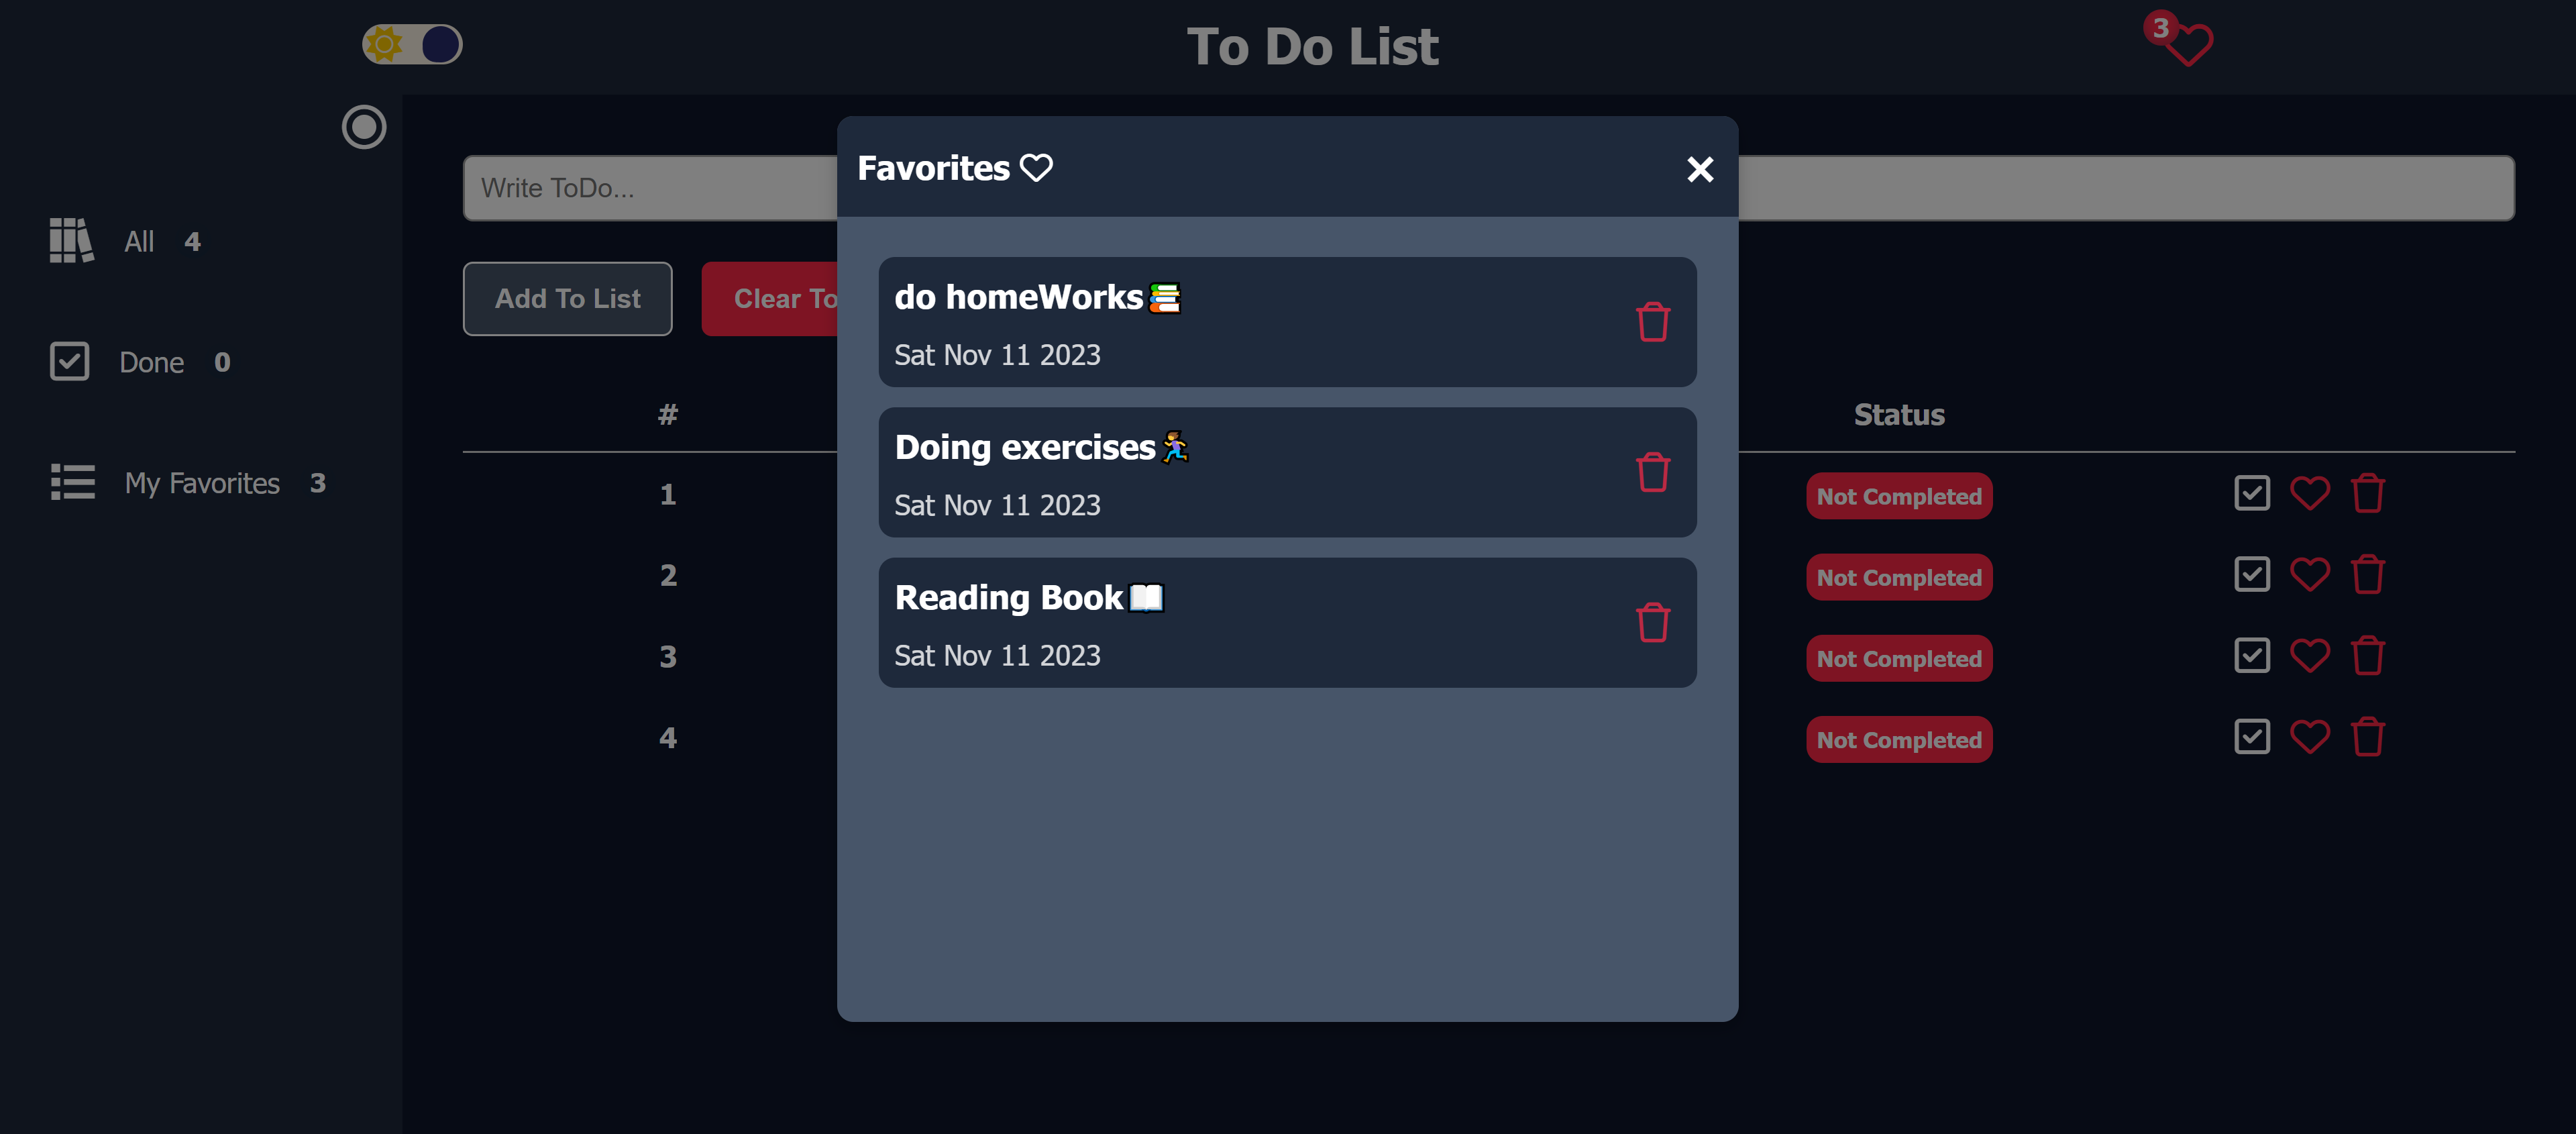 To Do List
3
Write ToDo...
All 4
Add To List
Clear To
Done 0
My Favorites 3
#
Status
1
Not Completed
2
Not Completed
3
Not Completed
4
Not Completed
Favorites
do homeWorks📚
Sat Nov 11 2023
Doing exercises🏃‍♀️
Sat Nov 11 2023
Reading Book📖
Sat Nov 11 2023